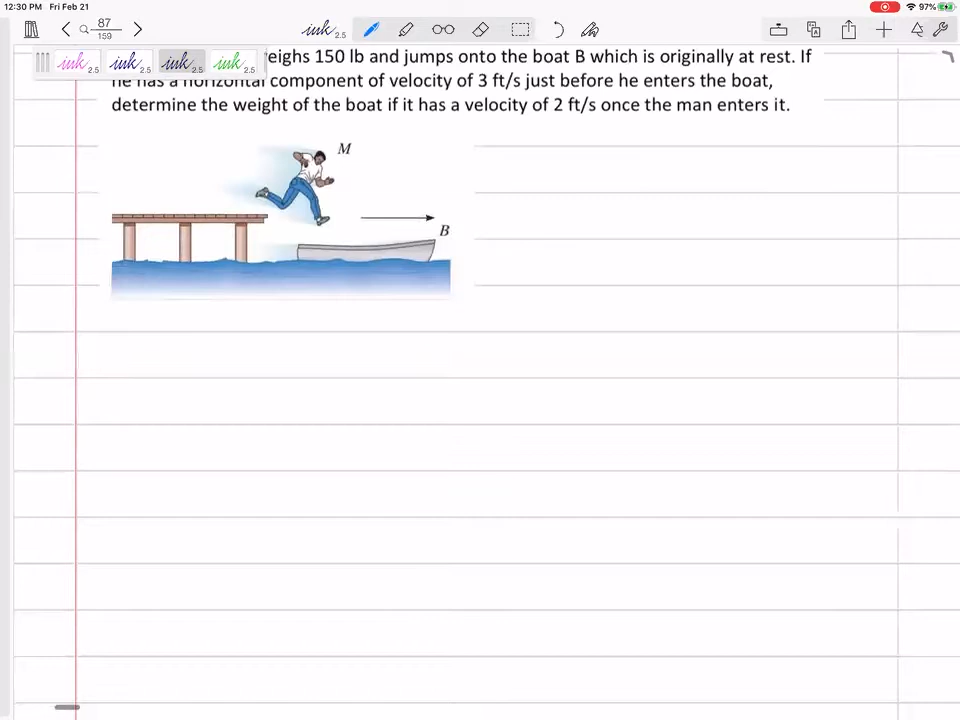 12:30 PM Fri Feb 21
97%
87
159
ink 2.5
ink 2.5 ink 2.5 ink 2.5 ink 2.5
eighs 150 lb and jumps onto the boat B which is originally at rest. If
he has a horizontal component of velocity of 3 ft/s just before he enters the boat,
determine the weight of the boat if it has a velocity of 2 ft/s once the man enters it.
M
B